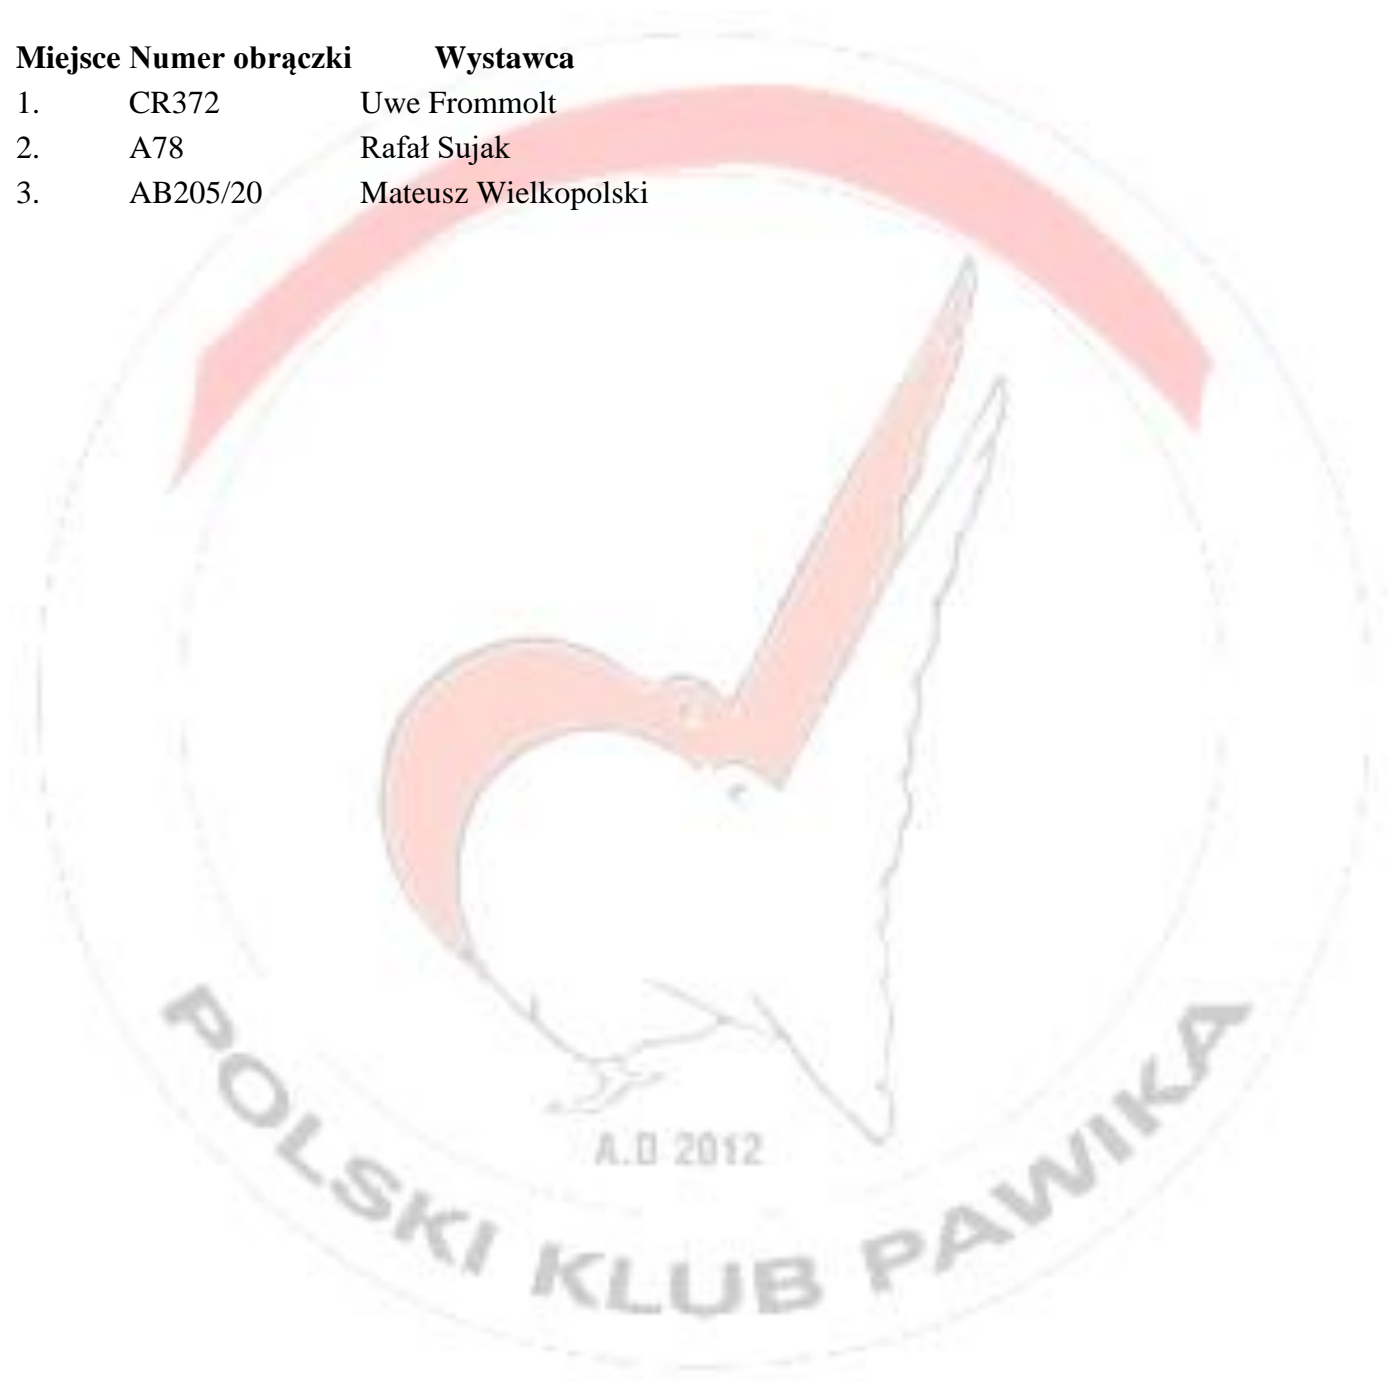 Miejsce Numer obrączki Wystawca
1. CR372 Uwe Frommolt
2. A78 Rafał Sujak
3. AB205/20 Mateusz Wielkopolski
A.D 2012
POLSKI KLUB PAWIKA